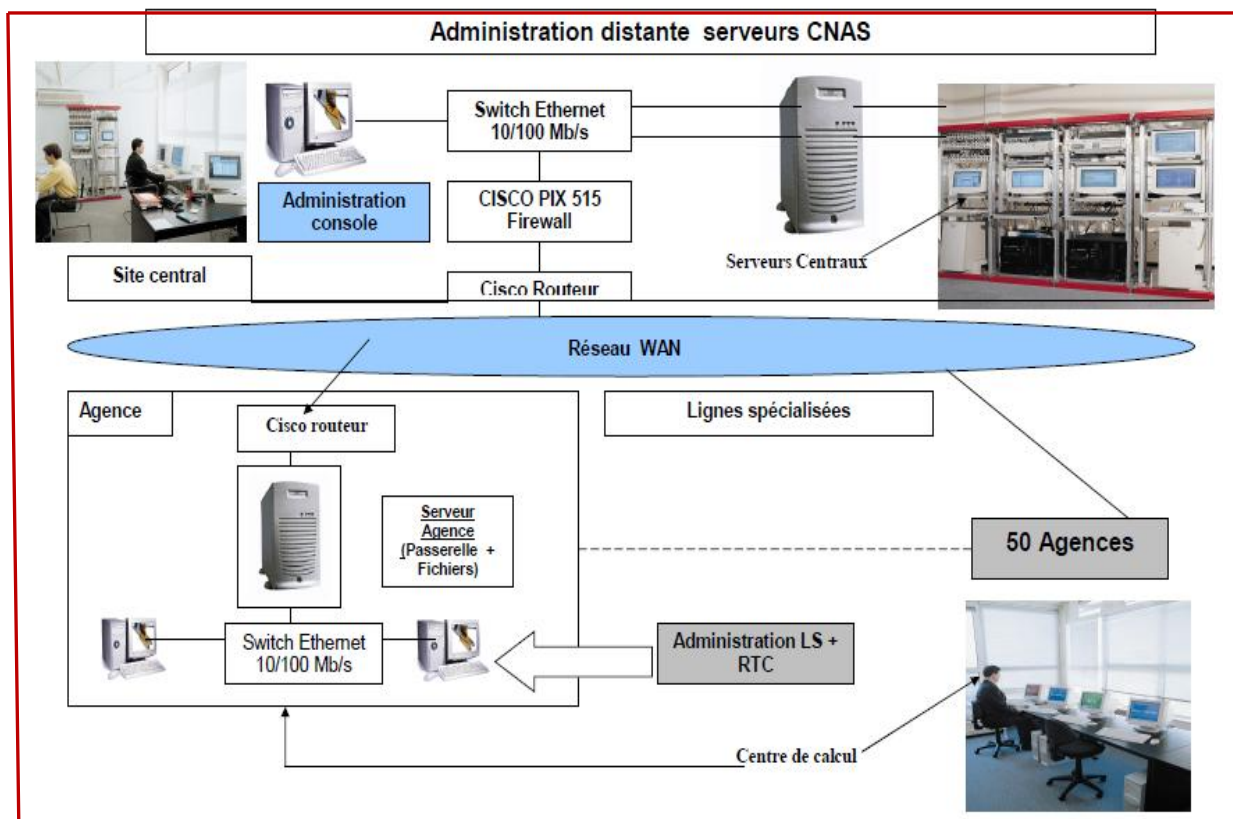 Administration distante serveurs CNAS
Switch Ethernet
10/100 Mb/s
Administration
console
CISCO PIX 515
Firewall
Serveurs Centraux
Site central
Cisco Routeur
Réseau WAN
Agence
Lignes spécialisées
Cisco routeur
Serveur
Agence
(Passerelle +
Fichiers)
50 Agences
Switch Ethernet
10/100 Mb/s
Administration LS +
RTC
Centre de calcul